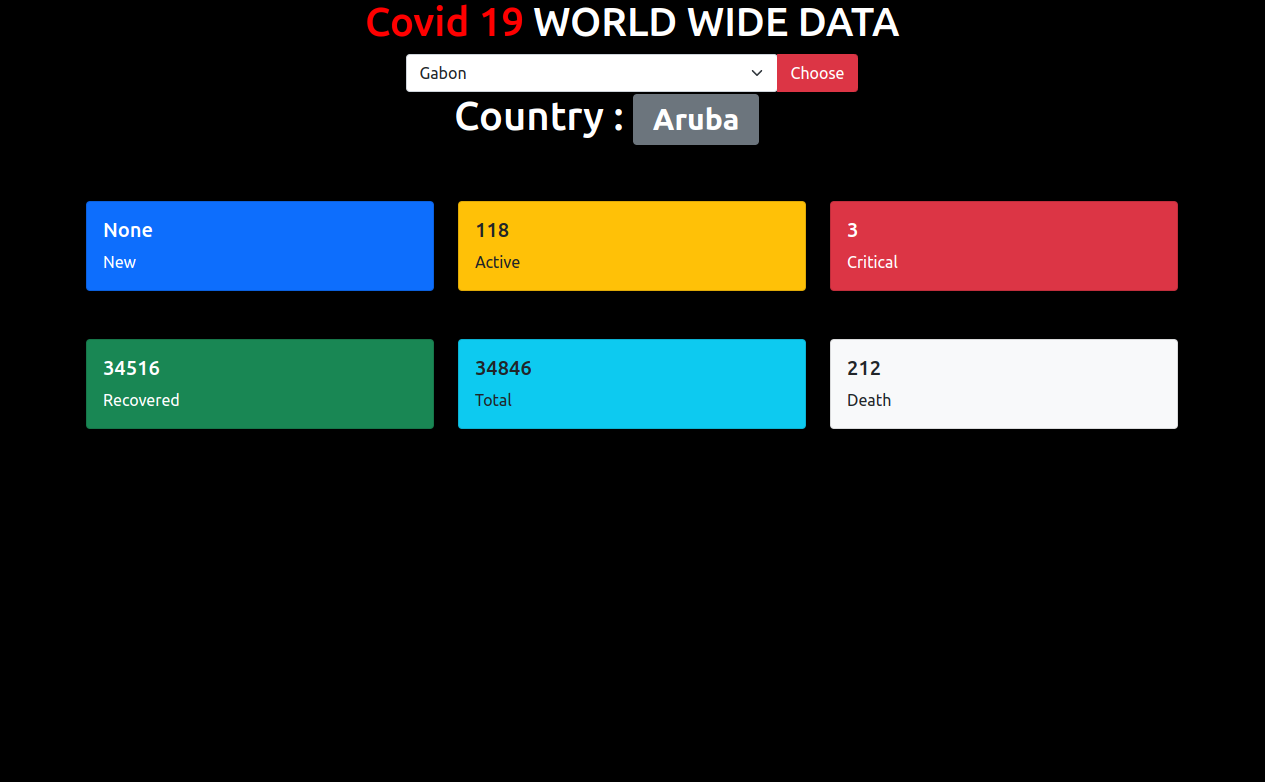 Covid 19 WORLD WIDE DATA
Gabon Choose
Country : Aruba
None 118 3
New Active Critical
34516 34846 212
Recovered Total Death